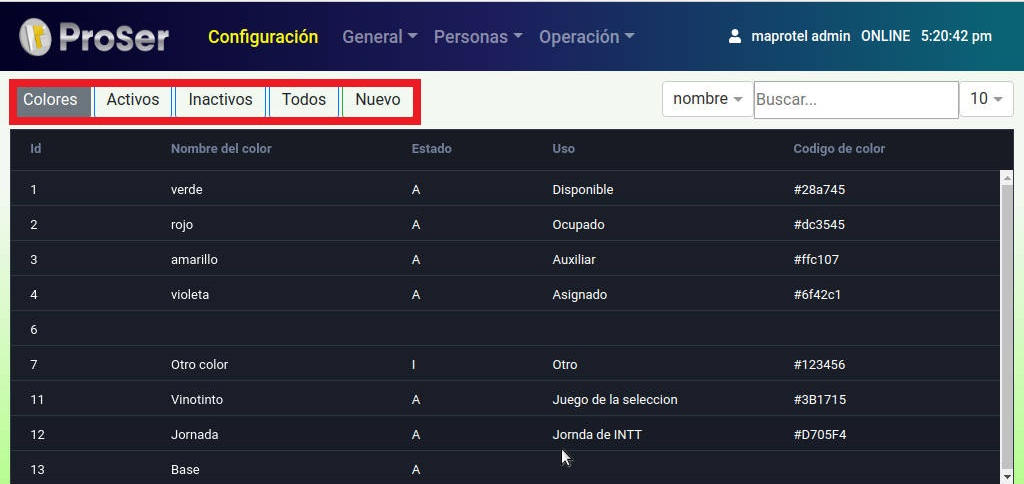 ProSer Configuración General Personas Operación maprotel admin ONLINE 5:20:42 pm
Colores Activos Inactivos Todos Nuevo nombre Buscar... 10
Id Nombre del color Estado Uso Codigo de color
1 verde A Disponible #28a745
2 rojo A Ocupado #dc3545
3 amarillo A Auxiliar #ffc107
4 violeta A Asignado #6f42c1
6
7 Otro color I Otro #123456
11 Vinotinto A Juego de la seleccion #3B1715
12 Jornada A Jornda de INTT #D705F4
13 Base A